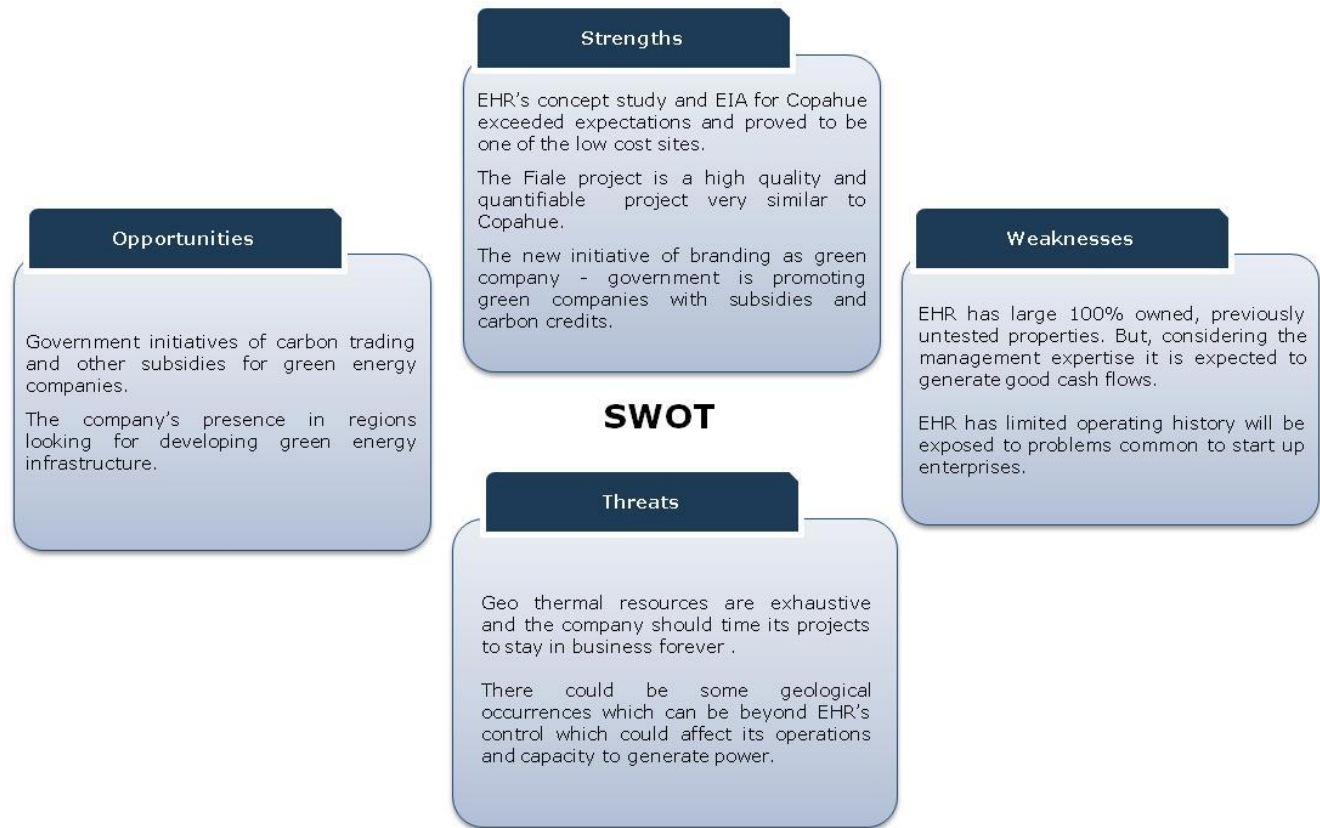 Strengths
EHR's concept study and EIA for Copahue
exceeded expectations and proved to be
one of the low cost sites.
The Fiale project is a high quality and
quantifiable project very similar to
Copahue.
The new initiative of branding as green
company - government is promoting
green companies with subsidies and
carbon credits.
Opportunities
Government initiatives of carbon trading
and other subsidies for green energy
companies.
The company's presence in regions
looking for developing green energy
infrastructure.
SWOT
Weaknesses
EHR has large 100% owned, previously
untested properties. But, considering the
management expertise it is expected to
generate good cash flows.
EHR has limited operating history will be
exposed to problems common to start up
enterprises.
Threats
Geo thermal resources are exhaustive
and the company should time its projects
to stay in business forever .
There could be some geological
occurrences which can be beyond EHR's
control which could affect its operations
and capacity to generate power.